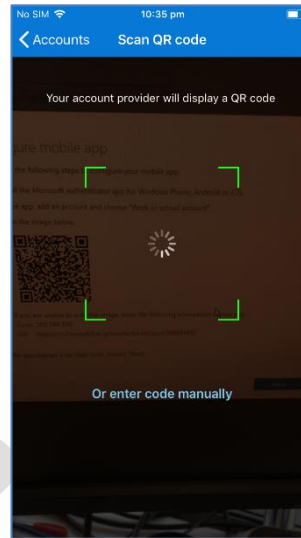 No SIM 10:35 pm
Accounts Scan QR code
Your account provider will display a QR code
ure mobile app
the following steps to configure your mobile app.
the Microsoft authenticator app for Windows Phone, Android or iOS.
app, add an account and choose "Work or school account".
the image below.
Or enter code manually